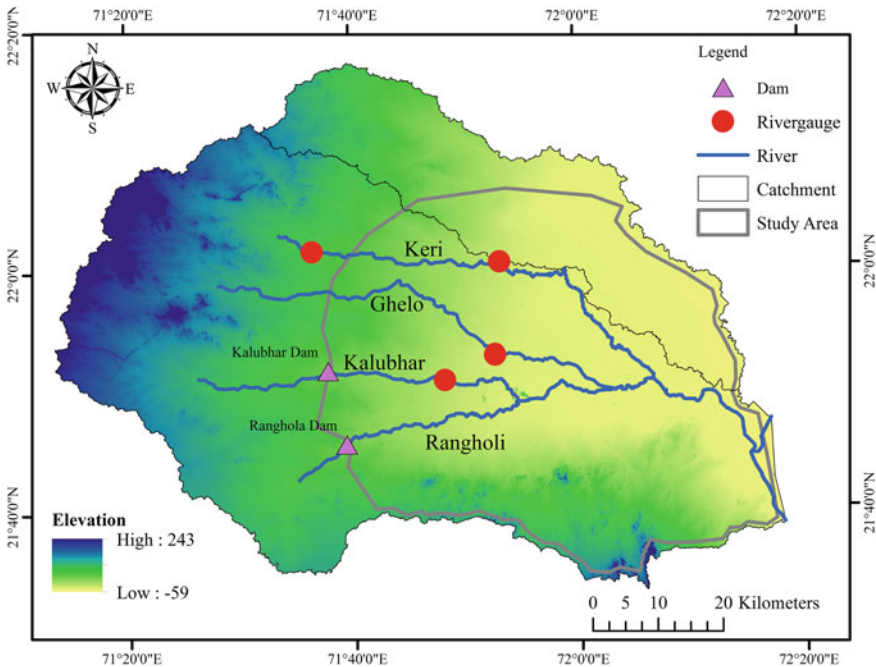 71°20'0"E 71°40'0"E 72°0'0"E 72°20'0"E
22°20'0"N
N
W E
S
Legend
Dam
Rivergauge
River
Catchment
Study Area
22°0'0"N
22°0'0"N
Keri
Ghelo
Kalubhar Dam
Kalubhar
Ranghola Dam
Rangholi
21°40'0"N
21°40'0"N
Elevation
High : 243
Low : -59
0 5 10 20 Kilometers
71°20'0"E 71°40'0"E 72°0'0"E 72°20'0"E